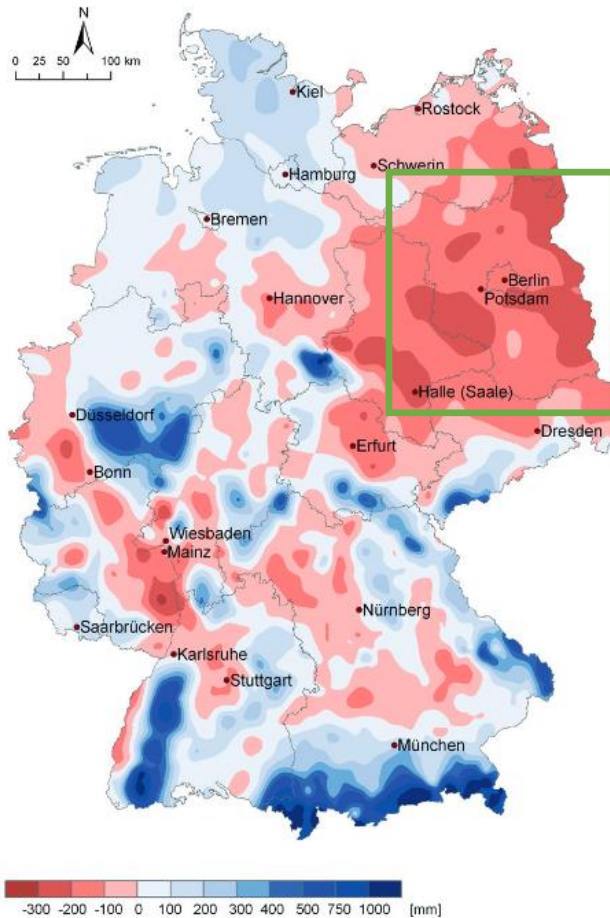 N
0 50 100 km
Kiel
Rostock
Schwerin
Hamburg
Bremen
Berlin
Potsdam
Hannover
Halle (Saale)
Düsseldorf
Dresden
Erfurt
Bonn
Wiesbaden
Mainz
Nürnberg
Saarbrücken
Karlsruhe
Stuttgart
München
-300 -200 -100 0 100 200 300 400 500 750 1000 [mm]